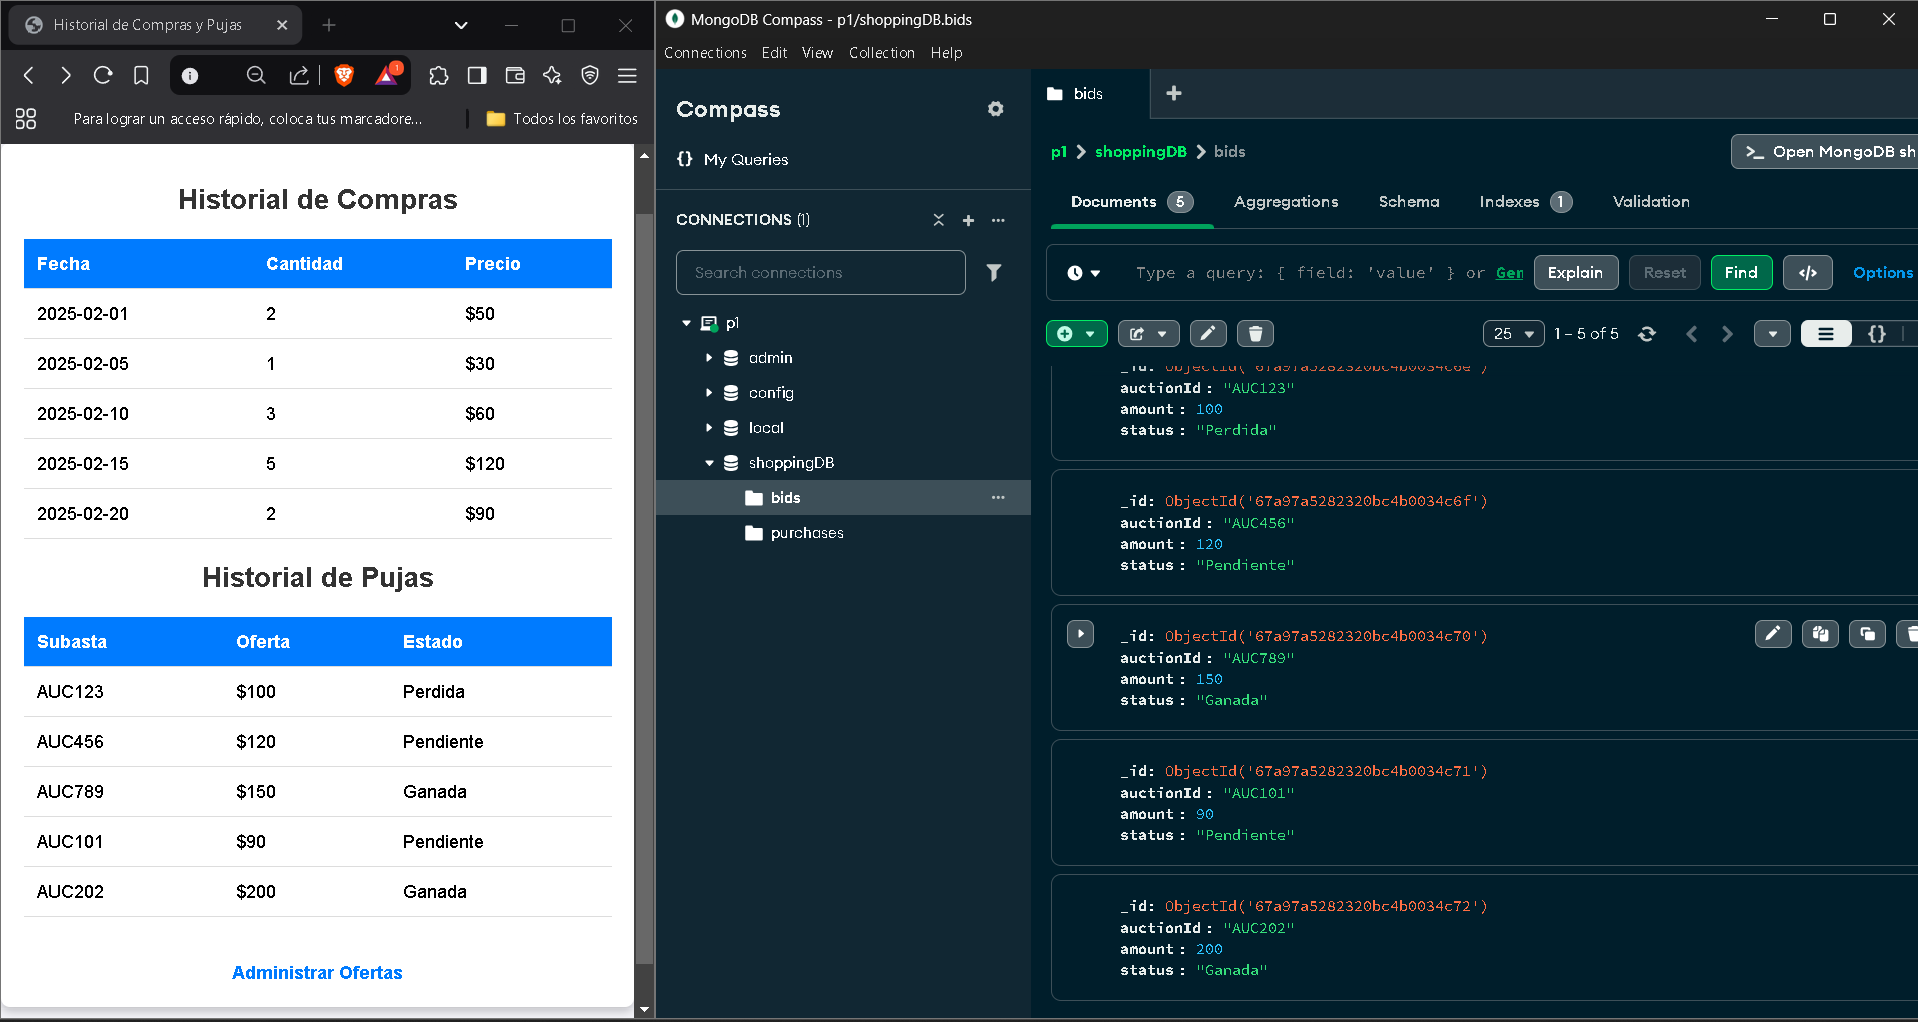 Historial de Compras y Pujas
Para lograr un acceso rápido, coloca tus marcadore...
Todos los favoritos
Historial de Compras
Fecha Cantidad Precio
2025-02-01 2 $50
2025-02-05 1 $30
2025-02-10 3 $60
2025-02-15 5 $120
2025-02-20 2 $90
Historial de Pujas
Subasta Oferta Estado
AUC123 $100 Perdida
AUC456 $120 Pendiente
AUC789 $150 Ganada
AUC101 $90 Pendiente
AUC202 $200 Ganada
Administrar Ofertas
MongoDB Compass - p1/shoppingDB.bids
Connections Edit View Collection Help
Compass
{} My Queries
CONNECTIONS (1)
Search connections
p1
admin
config
local
shoppingDB
bids
purchases
bids
p1 > shoppingDB > bids
>_ Open MongoDB sh
Documents 5 Aggregations Schema Indexes 1 Validation
Type a query: { field: 'value' } or Gen Explain Reset Find </> Options
25 1 – 5 of 5 {}
_id: ObjectId('67a97a5282320bc4b0034c6e')
auctionId : "AUC123"
amount : 100
status : "Perdida"
_id: ObjectId('67a97a5282320bc4b0034c6f')
auctionId : "AUC456"
amount : 120
status : "Pendiente"
_id: ObjectId('67a97a5282320bc4b0034c70')
auctionId : "AUC789"
amount : 150
status : "Ganada"
_id: ObjectId('67a97a5282320bc4b0034c71')
auctionId : "AUC101"
amount : 90
status : "Pendiente"
_id: ObjectId('67a97a5282320bc4b0034c72')
auctionId : "AUC202"
amount : 200
status : "Ganada"